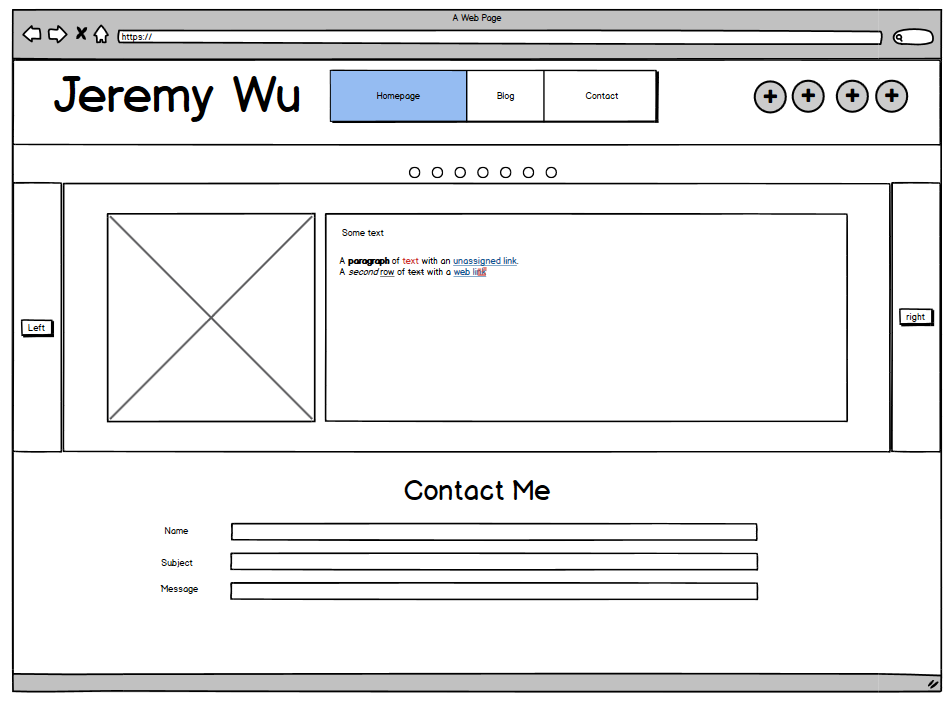 A Web Page
https://
Jeremy Wu
Homepage
Blog
Contact
Some text
A paragraph of text with an unassigned link.
A second row of text with a web link
Left
right
Contact Me
Name
Subject
Message